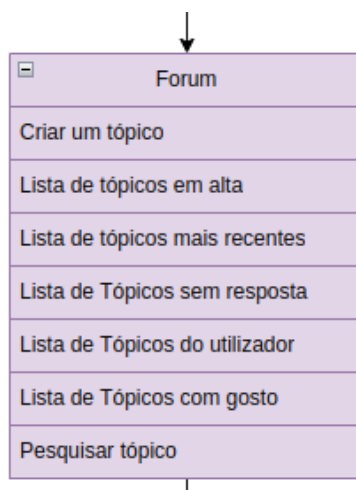 Forum
Criar um tópico
Lista de tópicos em alta
Lista de tópicos mais recentes
Lista de Tópicos sem resposta
Lista de Tópicos do utilizador
Lista de Tópicos com gosto
Pesquisar tópico